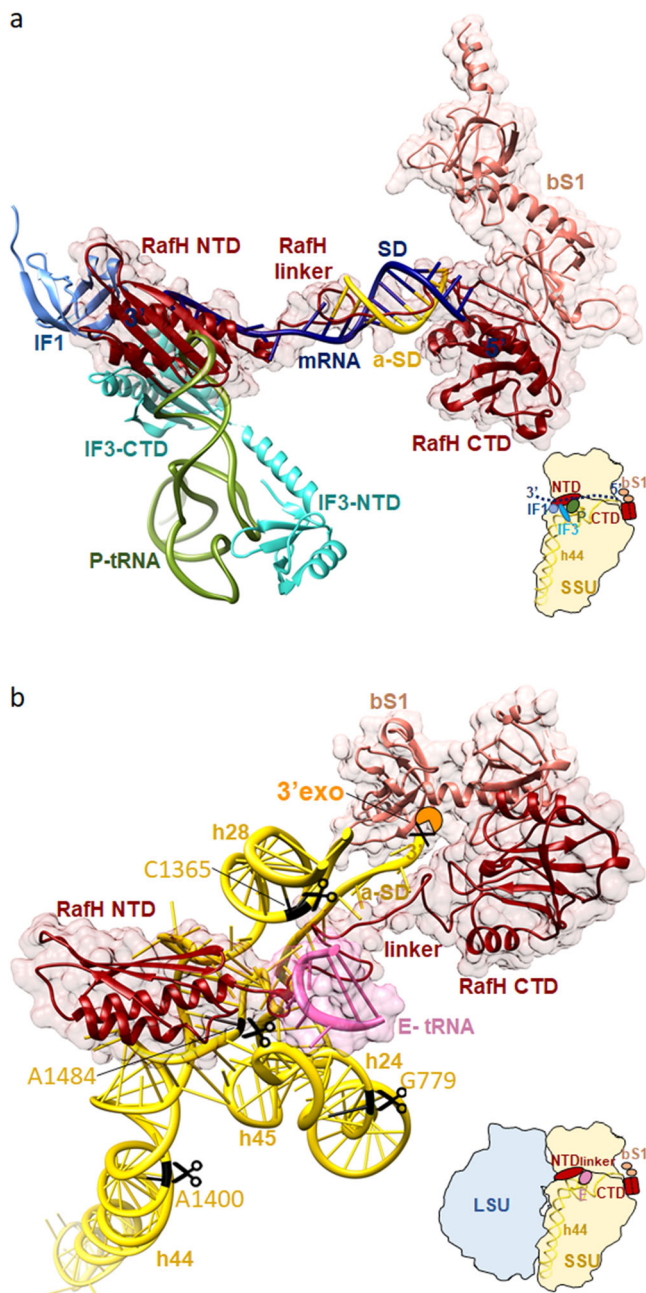 a
bS1
RafH NTD
RafH
linker
SD
3'
IF1
mRNA
a-SD
5'
RafH CTD
IF3-CTD
IF3-NTD
P-tRNA
NTD
3'
5'
bS1
IF1
P
CTD
IF3
h44
SSU
b
bS1
3'exo
h28
3'
C1365
a-SD
RafH NTD
linker
RafH CTD
E- tRNA
A1484
h24
G779
h45
A1400
h44
NTD
linker
bS1
E
CTD
LSU
h44
SSU